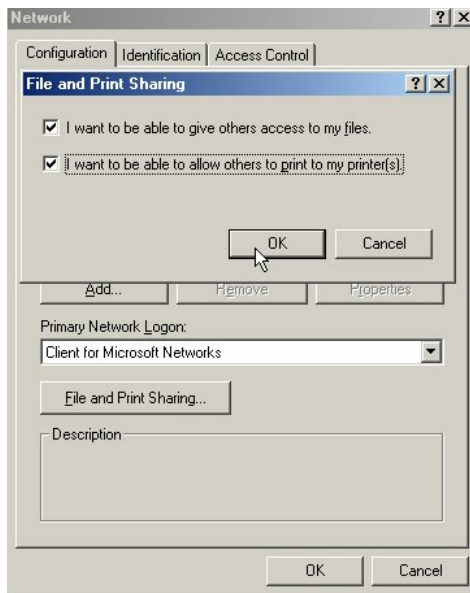 Network
Configuration Identification Access Control
File and Print Sharing
I want to be able to give others access to my files.
I want to be able to allow others to print to my printer(s).
OK Cancel
Add... Remove Properties
Primary Network Logon:
Client for Microsoft Networks
File and Print Sharing...
Description
OK Cancel